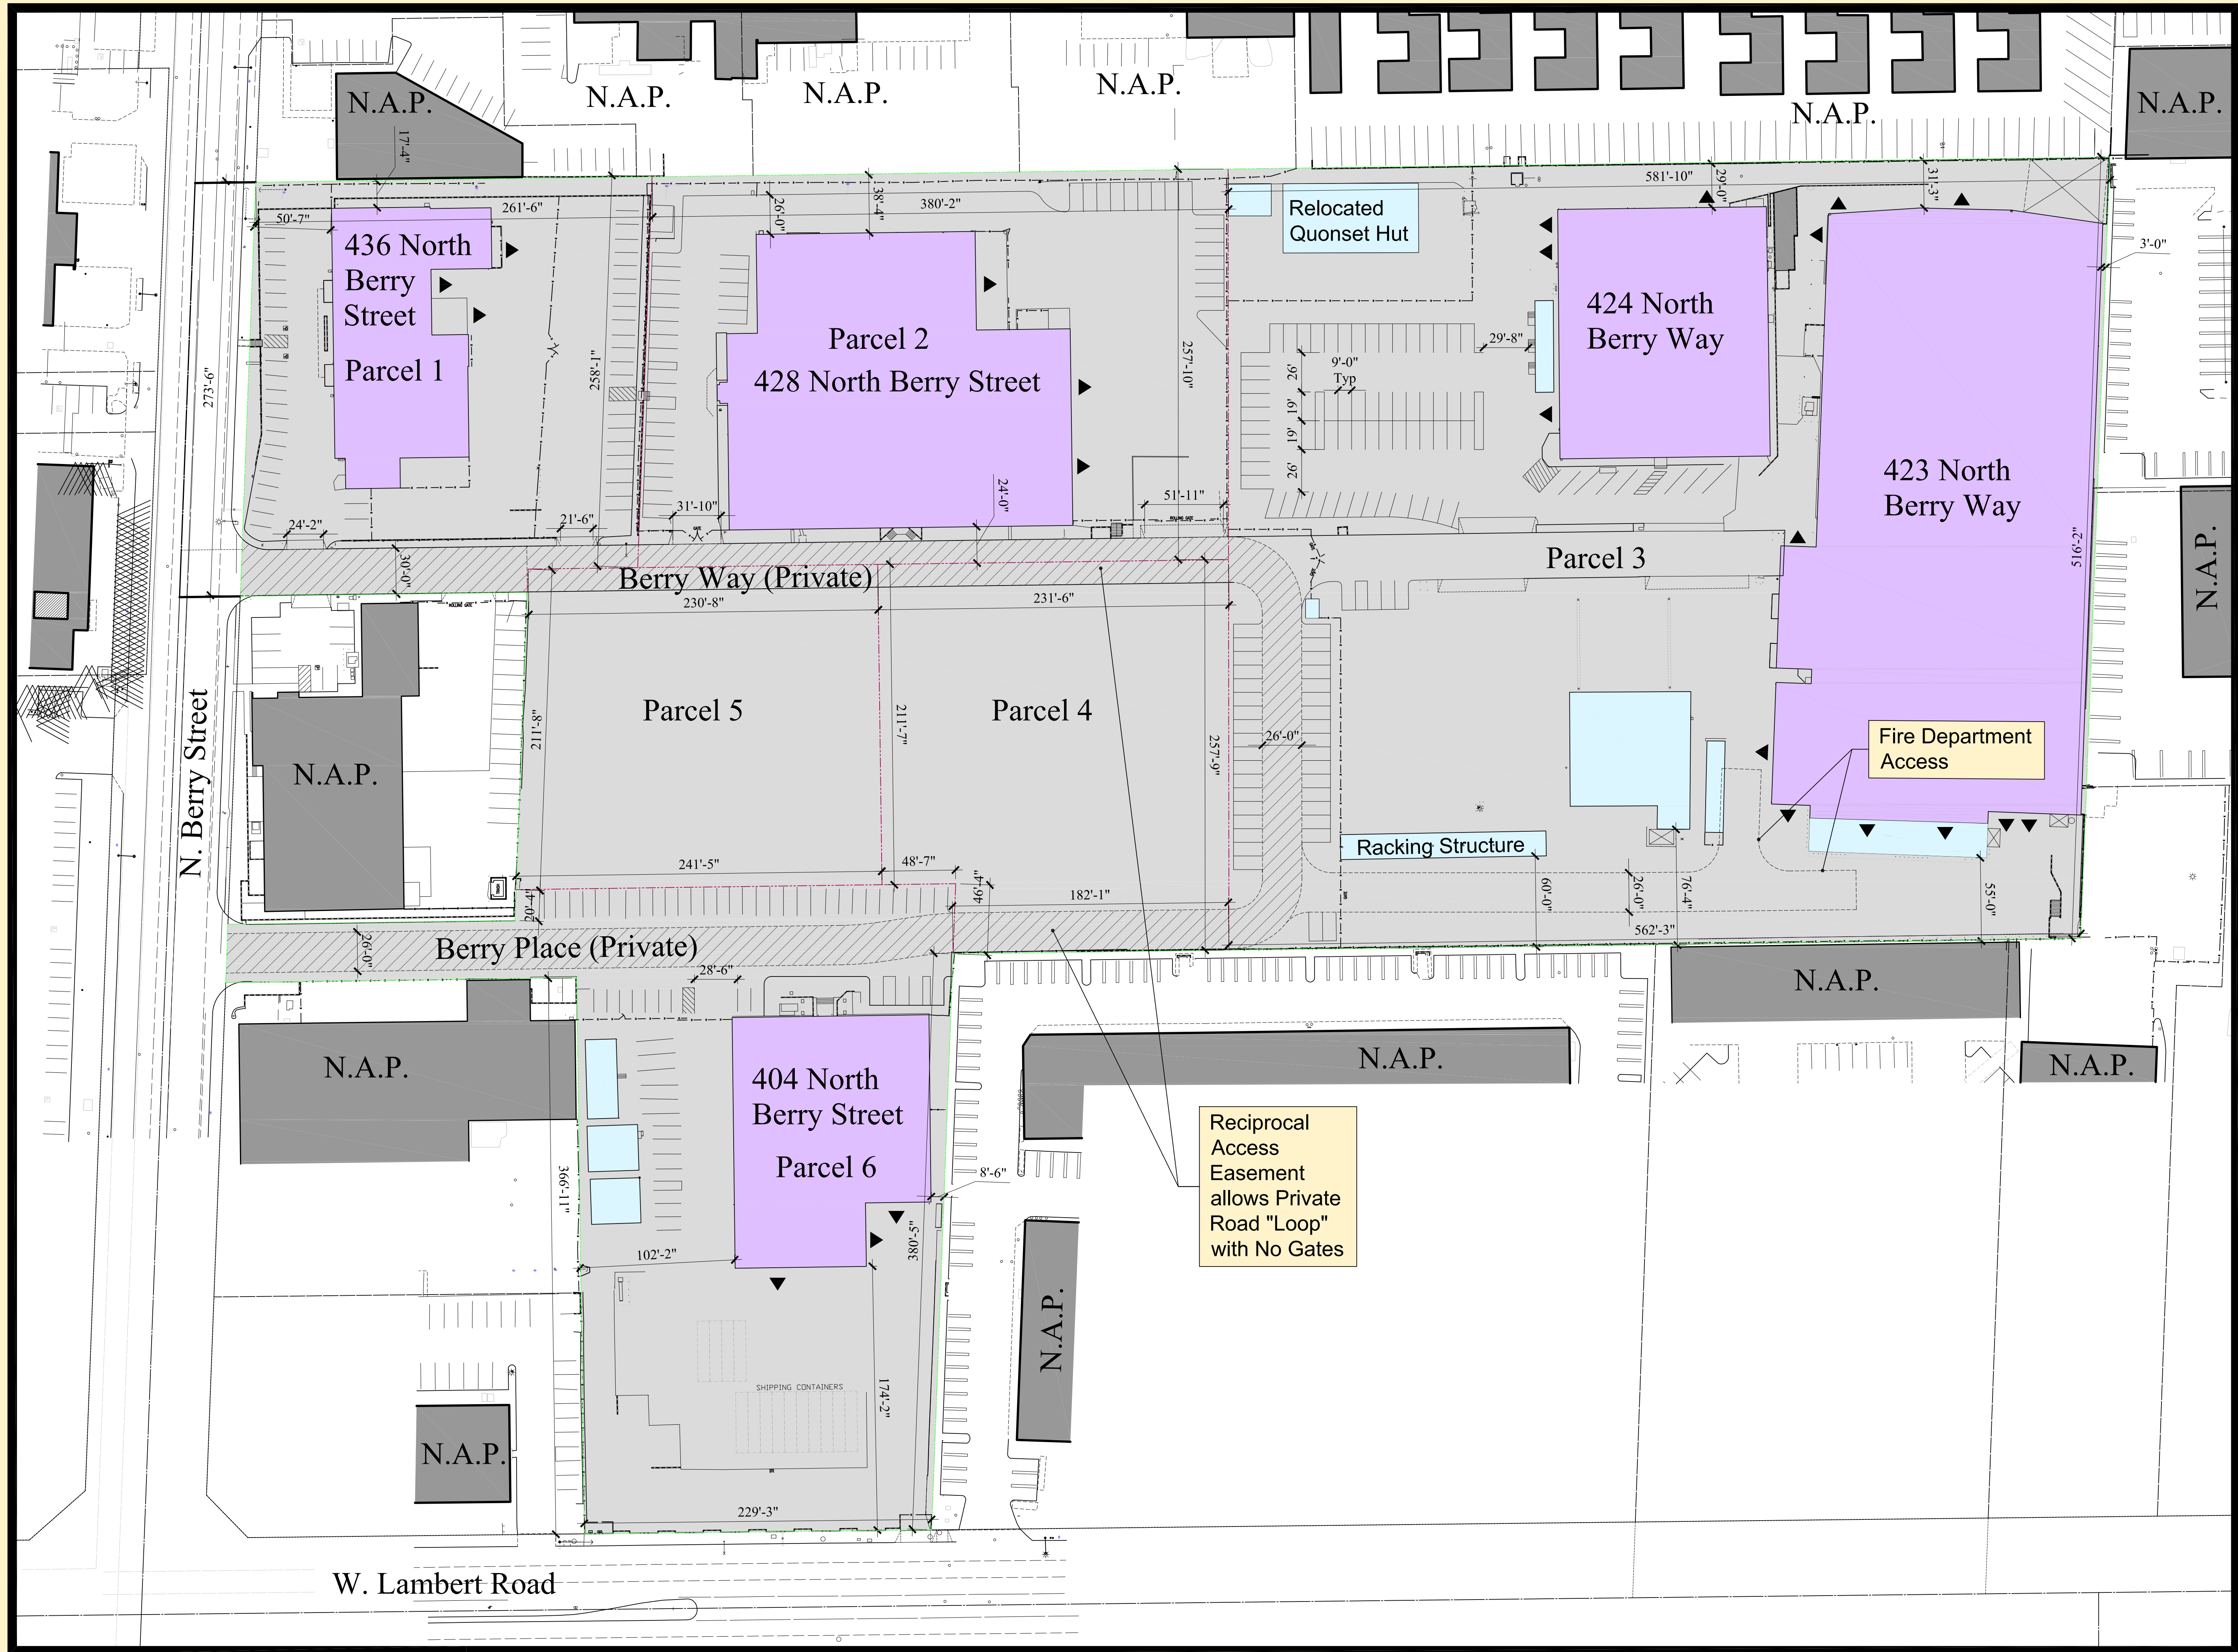 N.A.P.
N.A.P.
N.A.P.
N.A.P.
N.A.P.
N.A.P.
17'-4"
50'-7"
261'-6"
26'-0"
38'-4"
380'-2"
581'-10"
29'-0"
31'-3"
3'-0"
Relocated
Quonset Hut
436 North
Berry
Street
Parcel 1
Parcel 2
428 North Berry Street
424 North
Berry Way
423 North
Berry Way
273'-6"
258'-1"
257'-10"
29'-8"
9'-0"
Typ
26'
19'
19'
26'
24'-2"
21'-6"
31'-10"
GATE
24'-0"
51'-11"
ROLLING GATE
30'-0"
Berry Way (Private)
Parcel 3
516'-2"
N.A.P.
ROLLING GATE
230'-8"
231'-6"
N. Berry Street
N.A.P.
211'-8"
Parcel 5
211'-7"
Parcel 4
257'-9"
26'-0"
Fire Department
Access
Racking Structure
241'-5"
48'-7"
46'-4"
182'-1"
20'-4"
60'-0"
26'-0"
76'-4"
55'-0"
562'-3"
26'-0"
Berry Place (Private)
28'-6"
N.A.P.
N.A.P.
N.A.P.
N.A.P.
404 North
Berry Street
Parcel 6
366'-11"
8'-6"
380'-5"
102'-2"
Reciprocal
Access
Easement
allows Private
Road "Loop"
with No Gates
N.A.P.
174'-2"
SHIPPING CONTAINERS
N.A.P.
229'-3"
W. Lambert Road